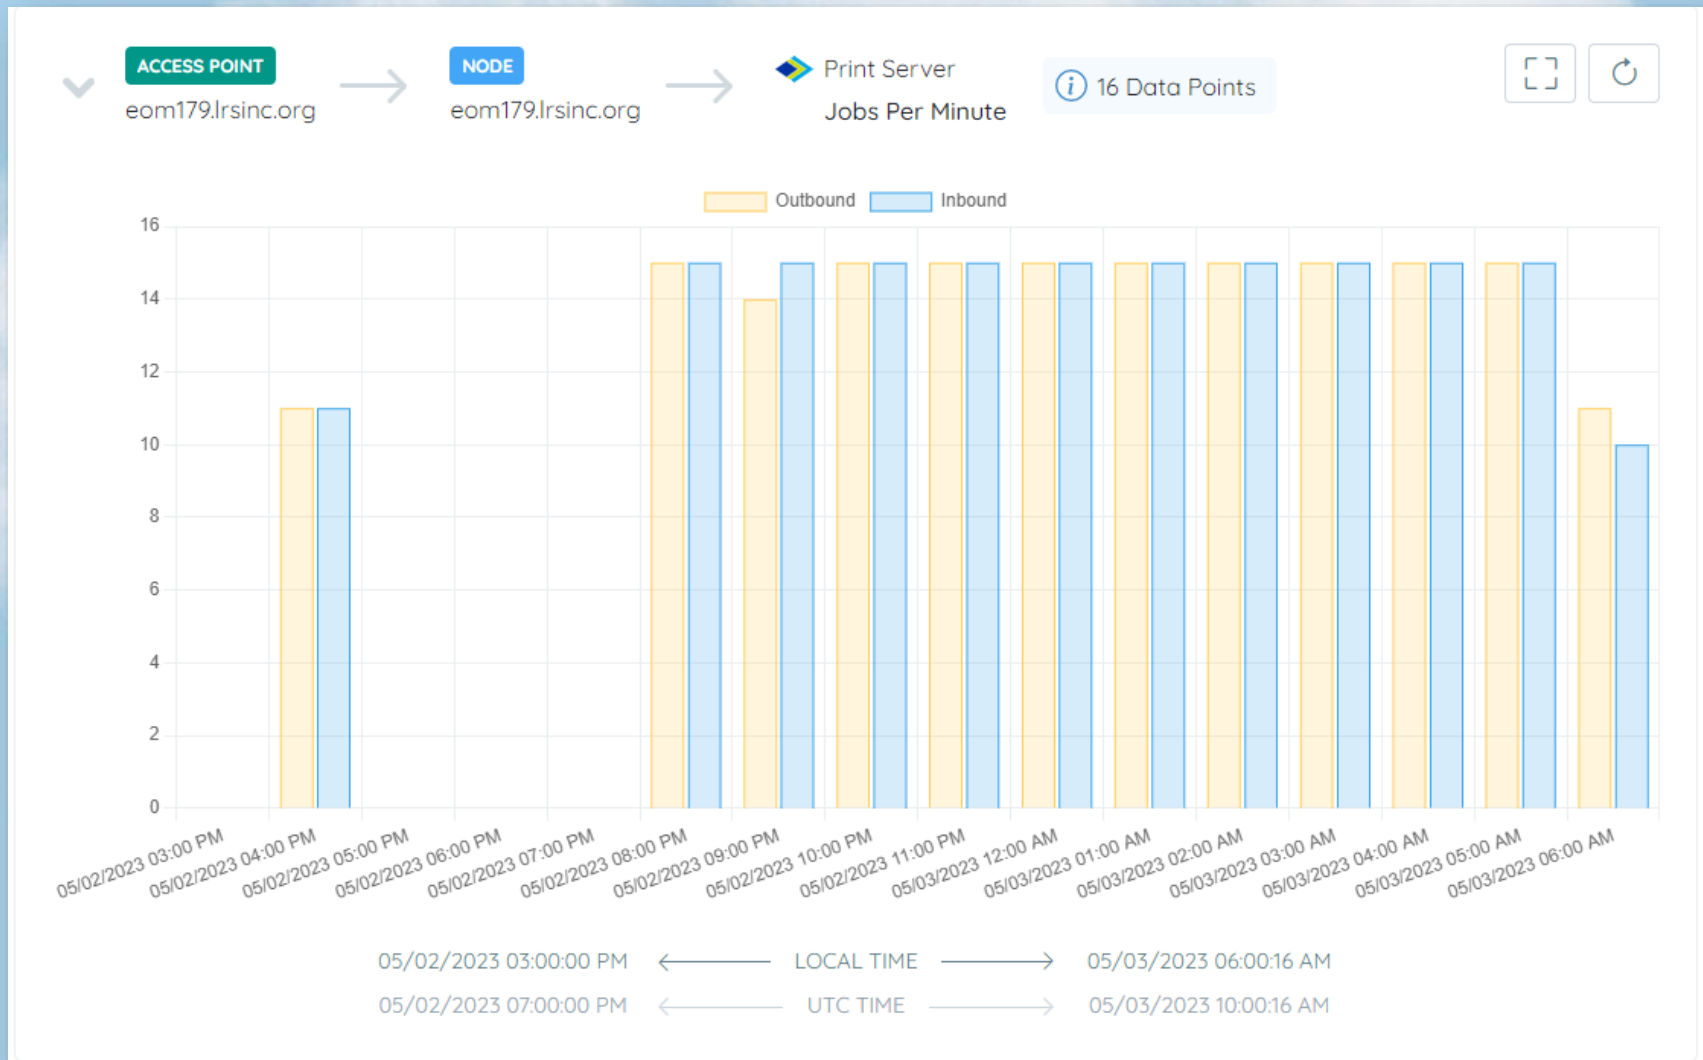 ACCESS POINT
eom179.lrsinc.org
NODE
eom179.lrsinc.org
Print Server
Jobs Per Minute
i 16 Data Points
Outbound Inbound
16
14
12
10
8
6
4
2
0
05/02/2023 03:00 PM
05/02/2023 04:00 PM
05/02/2023 05:00 PM
05/02/2023 06:00 PM
05/02/2023 07:00 PM
05/02/2023 08:00 PM
05/02/2023 09:00 PM
05/02/2023 10:00 PM
05/02/2023 11:00 PM
05/03/2023 12:00 AM
05/03/2023 01:00 AM
05/03/2023 02:00 AM
05/03/2023 03:00 AM
05/03/2023 04:00 AM
05/03/2023 05:00 AM
05/03/2023 06:00 AM
05/02/2023 03:00:00 PM LOCAL TIME 05/03/2023 06:00:16 AM
05/02/2023 07:00:00 PM UTC TIME 05/03/2023 10:00:16 AM